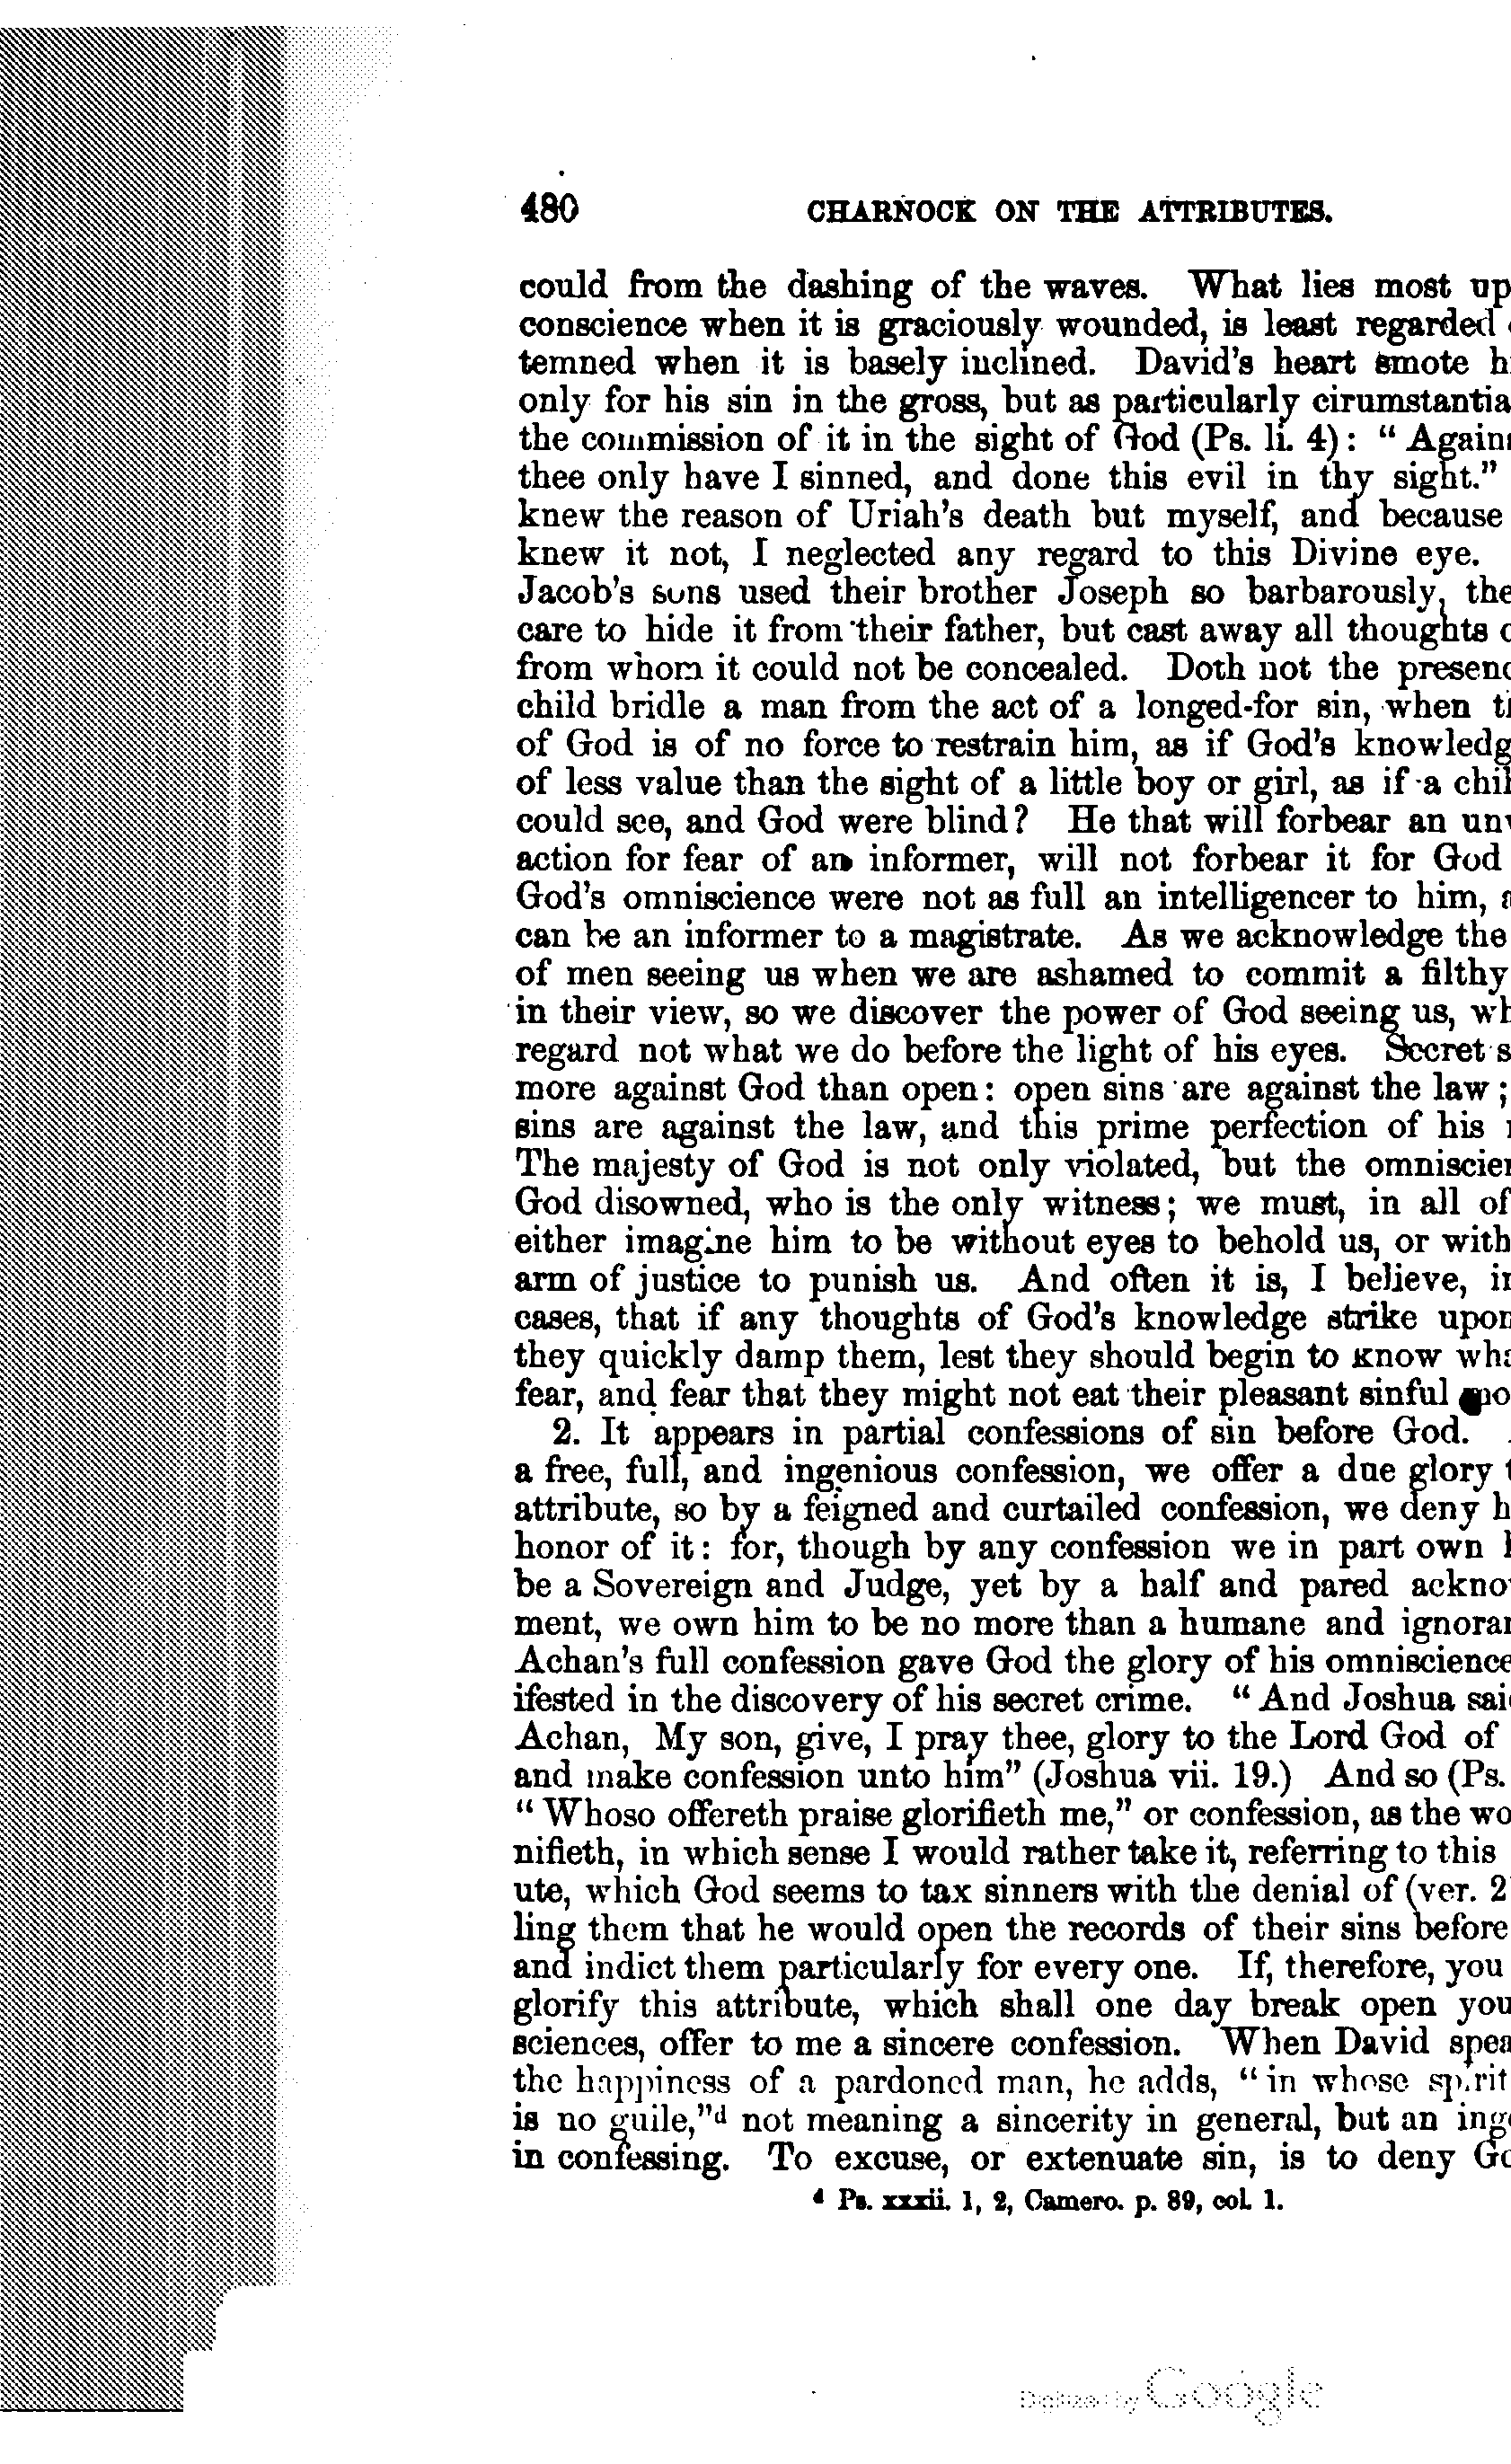 480 CHARNOCK ON THE ATTRIBUTES.
could from the dashing of the waves. What lies most up
conscience when it is graciously wounded, is least regarded
temned when it is basely inclined. David's heart smote h
only for his sin in the gross, but as particularly cirumstantia
the commission of it in the sight of God (Ps. li. 4): "Again
thee only have I sinned, and done this evil in thy sight."
knew the reason of Uriah's death but myself, and because
knew it not, I neglected any regard to this Divine eye.
Jacob's sons used their brother Joseph so barbarously, the
care to hide it from their father, but cast away all thoughts
from whom it could not be concealed. Doth not the presenc
child bridle a man from the act of a longed-for sin, when
of God is of no force to restrain him, as if God's knowledg
of less value than the sight of a little boy or girl, as if a chil
could see, and God were blind? He that will forbear an un
action for fear of an informer, will not forbear it for God
God's omniscience were not as full an intelligencer to him,
can be an informer to a magistrate. As we acknowledge the
of men seeing us when we are ashamed to commit a filthy
in their view, so we discover the power of God seeing us, wh
regard not what we do before the light of his eyes. Secret s
more against God than open: open sins are against the law;
sins are against the law, and this prime perfection of his
The majesty of God is not only violated, but the omniscien
God disowned, who is the only witness; we must, in all of
either imagine him to be without eyes to behold us, or with
arm of justice to punish us. And often it is, I believe, in
cases, that if any thoughts of God's knowledge strike upon
they quickly damp them, lest they should begin to know wha
fear, and fear that they might not eat their pleasant sinful
2. It appears in partial confessions of sin before God.
a free, full, and ingenious confession, we offer a due glory t
attribute, so by a feigned and curtailed confession, we deny h
honor of it: for, though by any confession we in part own h
be a Sovereign and Judge, yet by a half and pared acknow
ment, we own him to be no more than a humane and ignoran
Achan's full confession gave God the glory of his omniscience
ifested in the discovery of his secret crime. "And Joshua sai
Achan, My son, give, I pray thee, glory to the Lord God of
and make confession unto him" (Joshua vii. 19.) And so (Ps.
"Whoso offereth praise glorifieth me," or confession, as the wo
nifieth, in which sense I would rather take it, referring to this
ute, which God seems to tax sinners with the denial of (ver. 2
ling them that he would open the records of their sins before
and indict them particularly for every one. If, therefore, you
glorify this attribute, which shall one day break open you
sciences, offer to me a sincere confession. When David spea
the happiness of a pardoned man, he adds, "in whose spirit
is no guile,"d not meaning a sincerity in general, but an ing
in confessing. To excuse, or extenuate sin, is to deny Go
d Ps. xxxii. 1, 2, Camero. p. 89, col. 1.
Digitized by Google